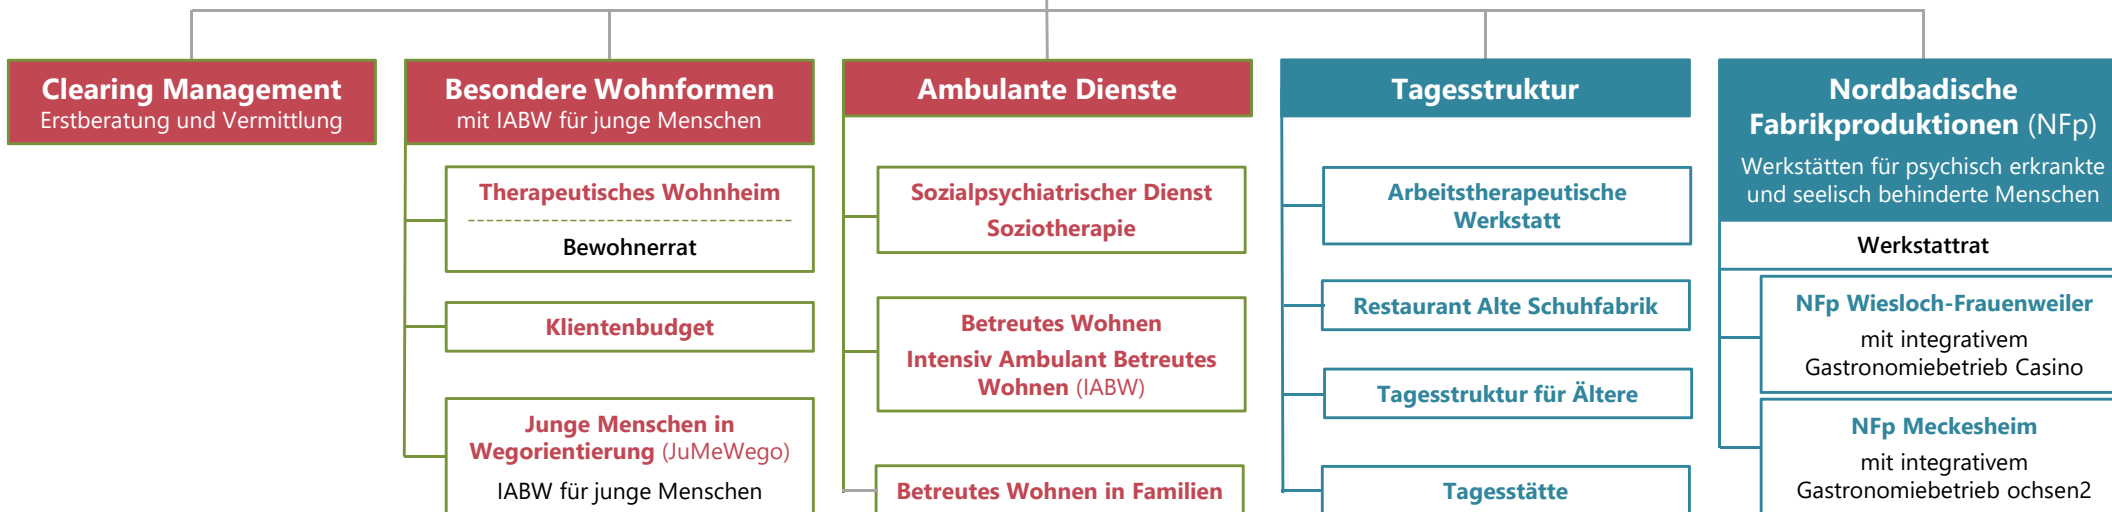 Clearing Management
Erstberatung und Vermittlung
Besondere Wohnformen
mit IABW für junge Menschen
Therapeutisches Wohnheim
Bewohnerrat
Klientenbudget
Junge Menschen in
Wegorientierung (JuMeWego)
IABW für junge Menschen
Ambulante Dienste
Sozialpsychiatrischer Dienst
Soziotherapie
Betreutes Wohnen
Intensiv Ambulant Betreutes
Wohnen (IABW)
Betreutes Wohnen in Familien
Tagesstruktur
Arbeitstherapeutische
Werkstatt
Restaurant Alte Schuhfabrik
Tagesstruktur für Ältere
Tagesstätte
Nordbadische
Fabrikproduktionen (NFp)
Werkstätten für psychisch erkrankte
und seelisch behinderte Menschen
Werkstattrat
NFp Wiesloch-Frauenweiler
mit integrativem
Gastronomiebetrieb Casino
NFp Meckesheim
mit integrativem
Gastronomiebetrieb ochsen2